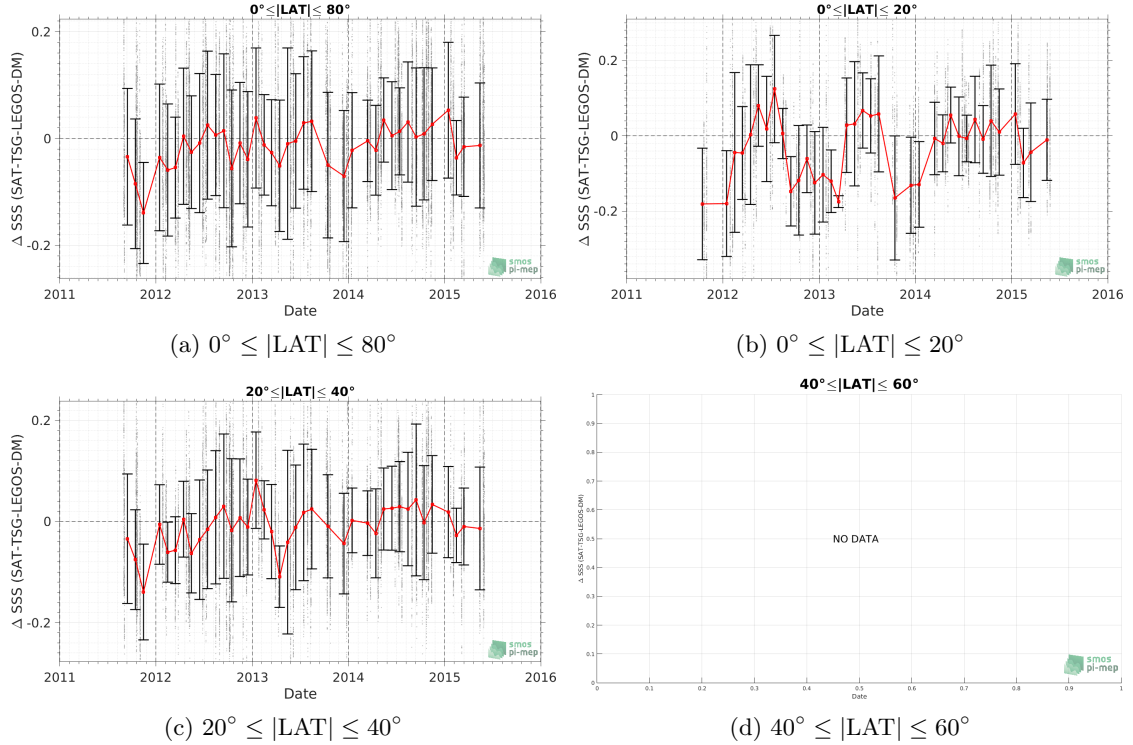 0°≤|LAT|≤ 80°
Δ SSS (SAT-TSG-LEGOS-DM)
0.2
0
-0.2
2011 2012 2013 2014 2015 2016
Date
smos
pi-mep
(a) 0° ≤ |LAT| ≤ 80°
0°≤|LAT|≤ 20°
Δ SSS (SAT-TSG-LEGOS-DM)
0.2
0
-0.2
2011 2012 2013 2014 2015 2016
Date
smos
pi-mep
(b) 0° ≤ |LAT| ≤ 20°
20°≤|LAT|≤ 40°
Δ SSS (SAT-TSG-LEGOS-DM)
0.2
0
-0.2
2011 2012 2013 2014 2015 2016
Date
smos
pi-mep
(c) 20° ≤ |LAT| ≤ 40°
40°≤|LAT|≤ 60°
Δ SSS (SAT-TSG-LEGOS-DM)
1
0.9
0.8
0.7
0.6
0.5
0.4
0.3
0.2
0.1
0
NO DATA
0 0.1 0.2 0.3 0.4 0.5 0.6 0.7 0.8 0.9 1
Date
smos
pi-mep
(d) 40° ≤ |LAT| ≤ 60°